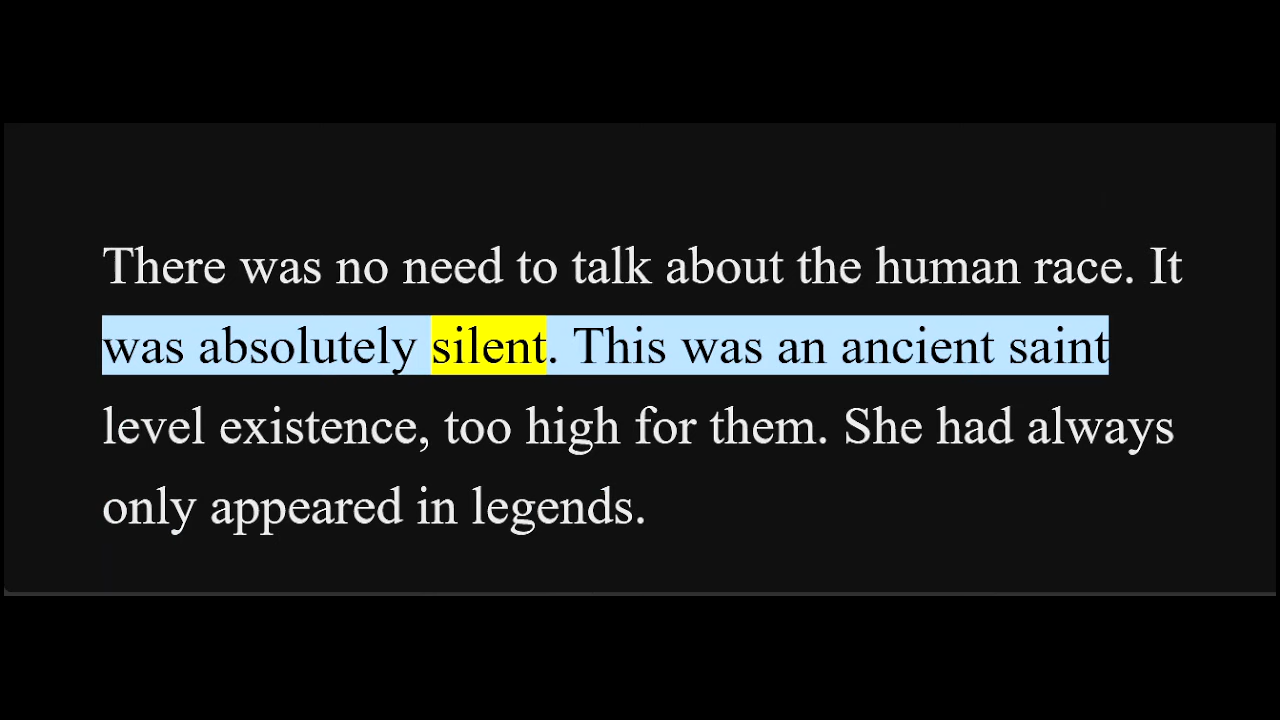 There was no need to talk about the human race. It
was absolutely silent. This was an ancient saint
level existence, too high for them. She had always
only appeared in legends.